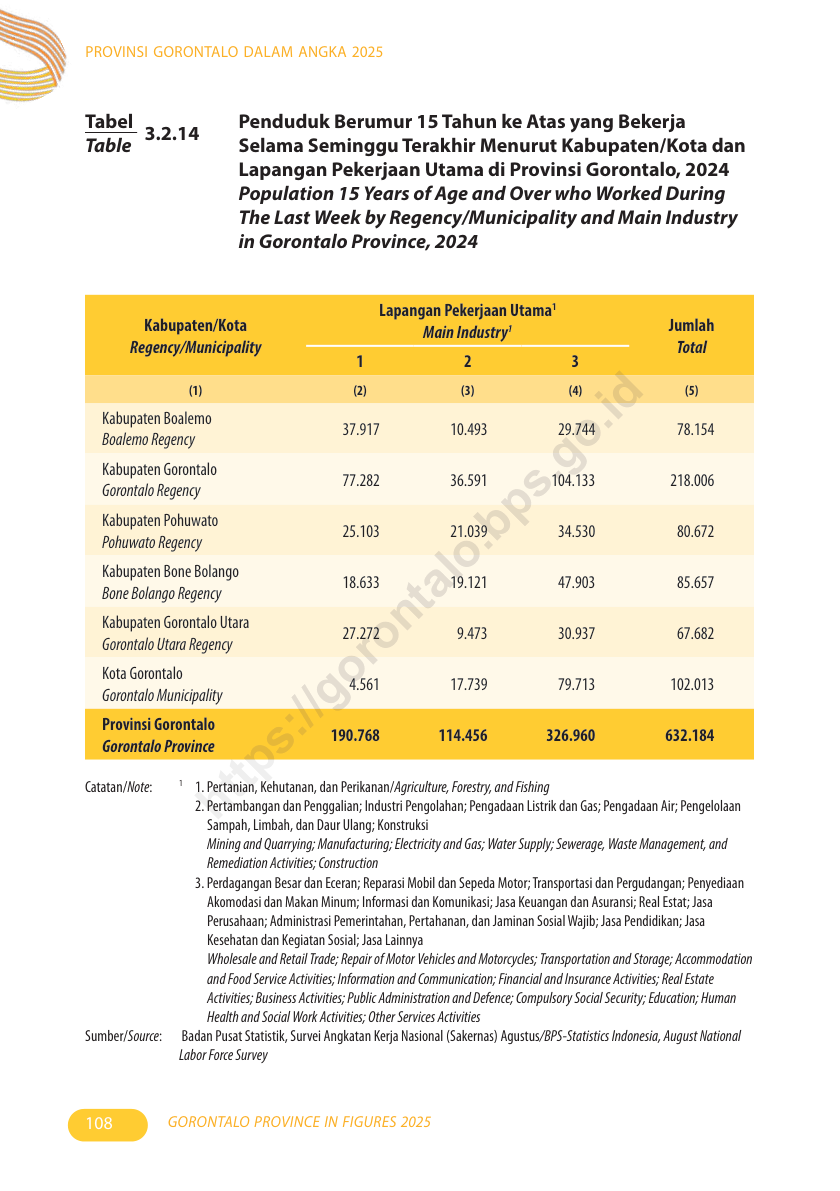 PROVINSI GORONTALO DALAM ANGKA 2025
Tabel
Table
3.2.14
Penduduk Berumur 15 Tahun ke Atas yang Bekerja
Selama Seminggu Terakhir Menurut Kabupaten/Kota dan
Lapangan Pekerjaan Utama di Provinsi Gorontalo, 2024
Population 15 Years of Age and Over who Worked During
The Last Week by Regency/Municipality and Main Industry
in Gorontalo Province, 2024
Kabupaten/Kota
Regency/Municipality
Lapangan Pekerjaan Utama¹
Main Industry¹
Jumlah
Total
1 2 3
(1) (2) (3) (4) (5)
Kabupaten Boalemo
Boalemo Regency
37.917 10.493 29.744 78.154
Kabupaten Gorontalo
Gorontalo Regency
77.282 36.591 104.133 218.006
Kabupaten Pohuwato
Pohuwato Regency
25.103 21.039 34.530 80.672
Kabupaten Bone Bolango
Bone Bolango Regency
18.633 19.121 47.903 85.657
Kabupaten Gorontalo Utara
Gorontalo Utara Regency
27.272 9.473 30.937 67.682
Kota Gorontalo
Gorontalo Municipality
4.561 17.739 79.713 102.013
Provinsi Gorontalo
Gorontalo Province
190.768 114.456 326.960 632.184
https://gorontalo.bps.go.id
Catatan/Note: ¹ 1. Pertanian, Kehutanan, dan Perikanan/Agriculture, Forestry, and Fishing
2. Pertambangan dan Penggalian; Industri Pengolahan; Pengadaan Listrik dan Gas; Pengadaan Air; Pengelolaan
Sampah, Limbah, dan Daur Ulang; Konstruksi
Mining and Quarrying; Manufacturing; Electricity and Gas; Water Supply; Sewerage, Waste Management, and
Remediation Activities; Construction
3. Perdagangan Besar dan Eceran; Reparasi Mobil dan Sepeda Motor; Transportasi dan Pergudangan; Penyediaan
Akomodasi dan Makan Minum; Informasi dan Komunikasi; Jasa Keuangan dan Asuransi; Real Estat; Jasa
Perusahaan; Administrasi Pemerintahan, Pertahanan, dan Jaminan Sosial Wajib; Jasa Pendidikan; Jasa
Kesehatan dan Kegiatan Sosial; Jasa Lainnya
Wholesale and Retail Trade; Repair of Motor Vehicles and Motorcycles; Transportation and Storage; Accommodation
and Food Service Activities; Information and Communication; Financial and Insurance Activities; Real Estate
Activities; Business Activities; Public Administration and Defence; Compulsory Social Security; Education; Human
Health and Social Work Activities; Other Services Activities
Sumber/Source: Badan Pusat Statistik, Survei Angkatan Kerja Nasional (Sakernas) Agustus/BPS-Statistics Indonesia, August National
Labor Force Survey
108
GORONTALO PROVINCE IN FIGURES 2025